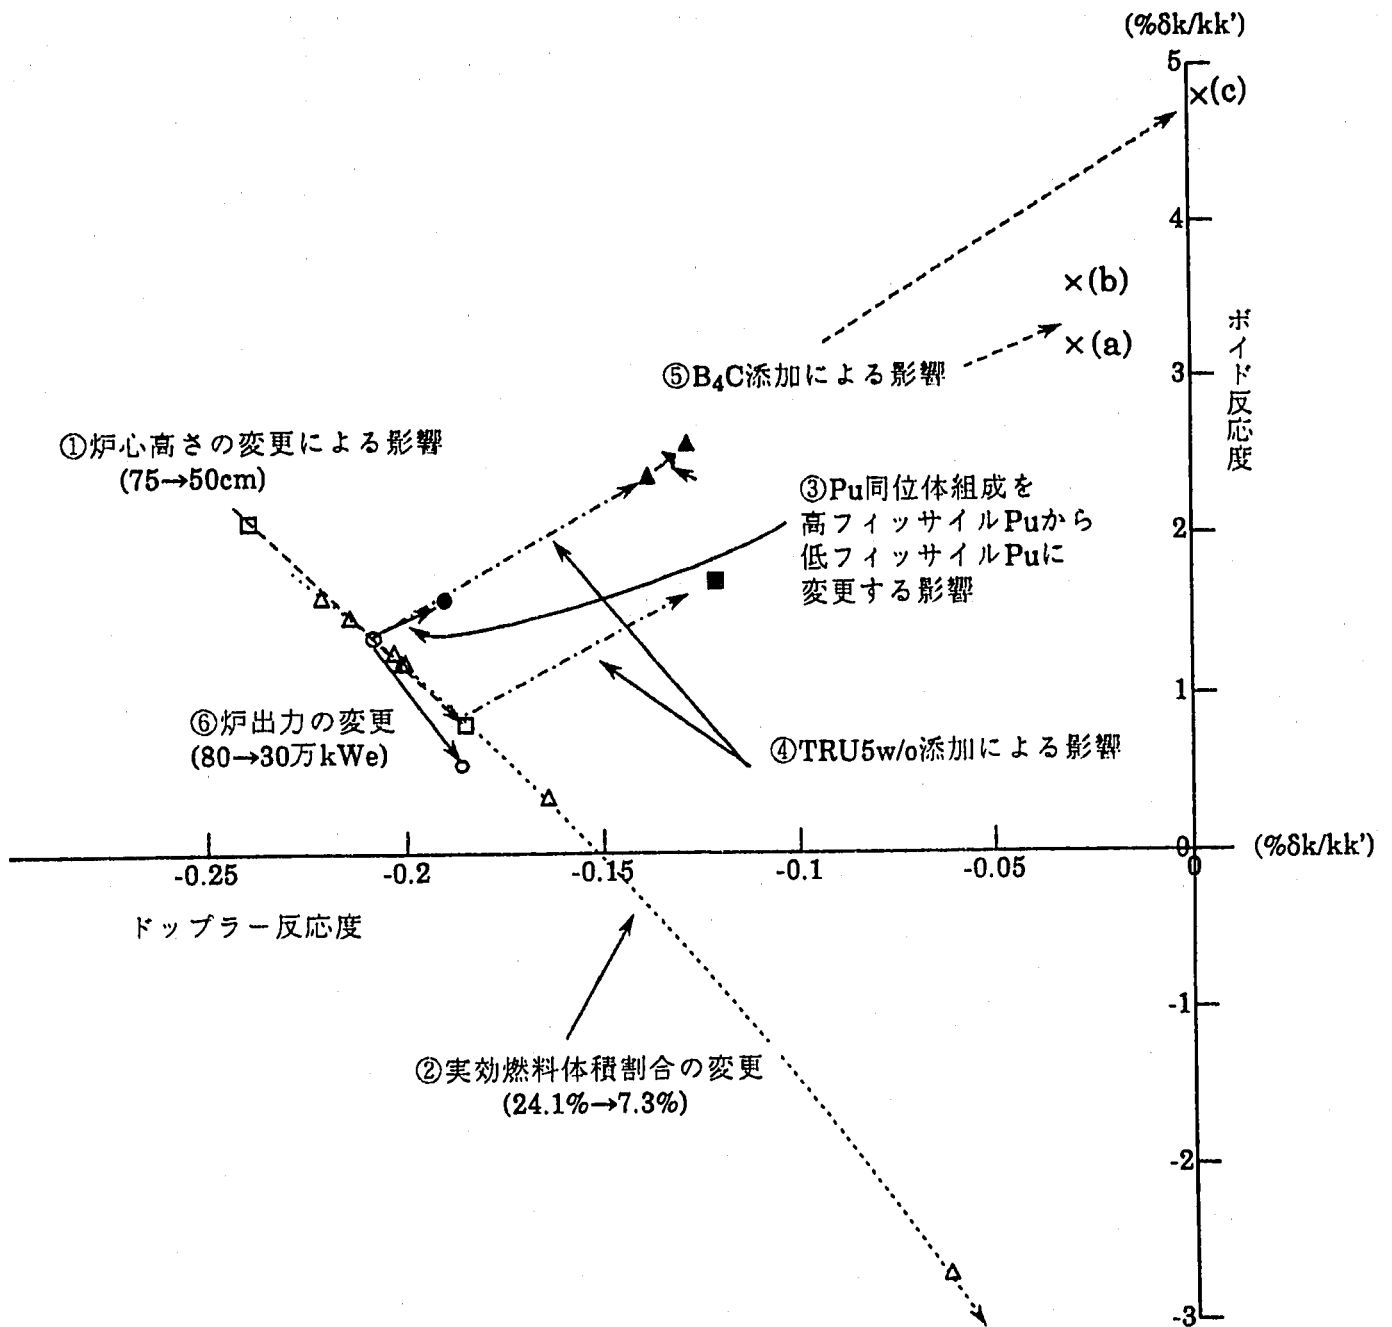 (%δk/kk')
5
×(c)
4
×(b)
×(a)
ボイド反応度
3
⑤B₄C添加による影響
①炉心高さの変更による影響
(75→50cm)
③Pu同位体組成を
高フィッサイルPuから
低フィッサイルPuに
変更する影響
2
1
⑥炉出力の変更
(80→30万kWe)
④TRU5w/o添加による影響
0
(%δk/kk')
-0.25
-0.2
-0.15
-0.1
-0.05
0
ドップラー反応度
-1
②実効燃料体積割合の変更
(24.1%→7.3%)
-2
-3